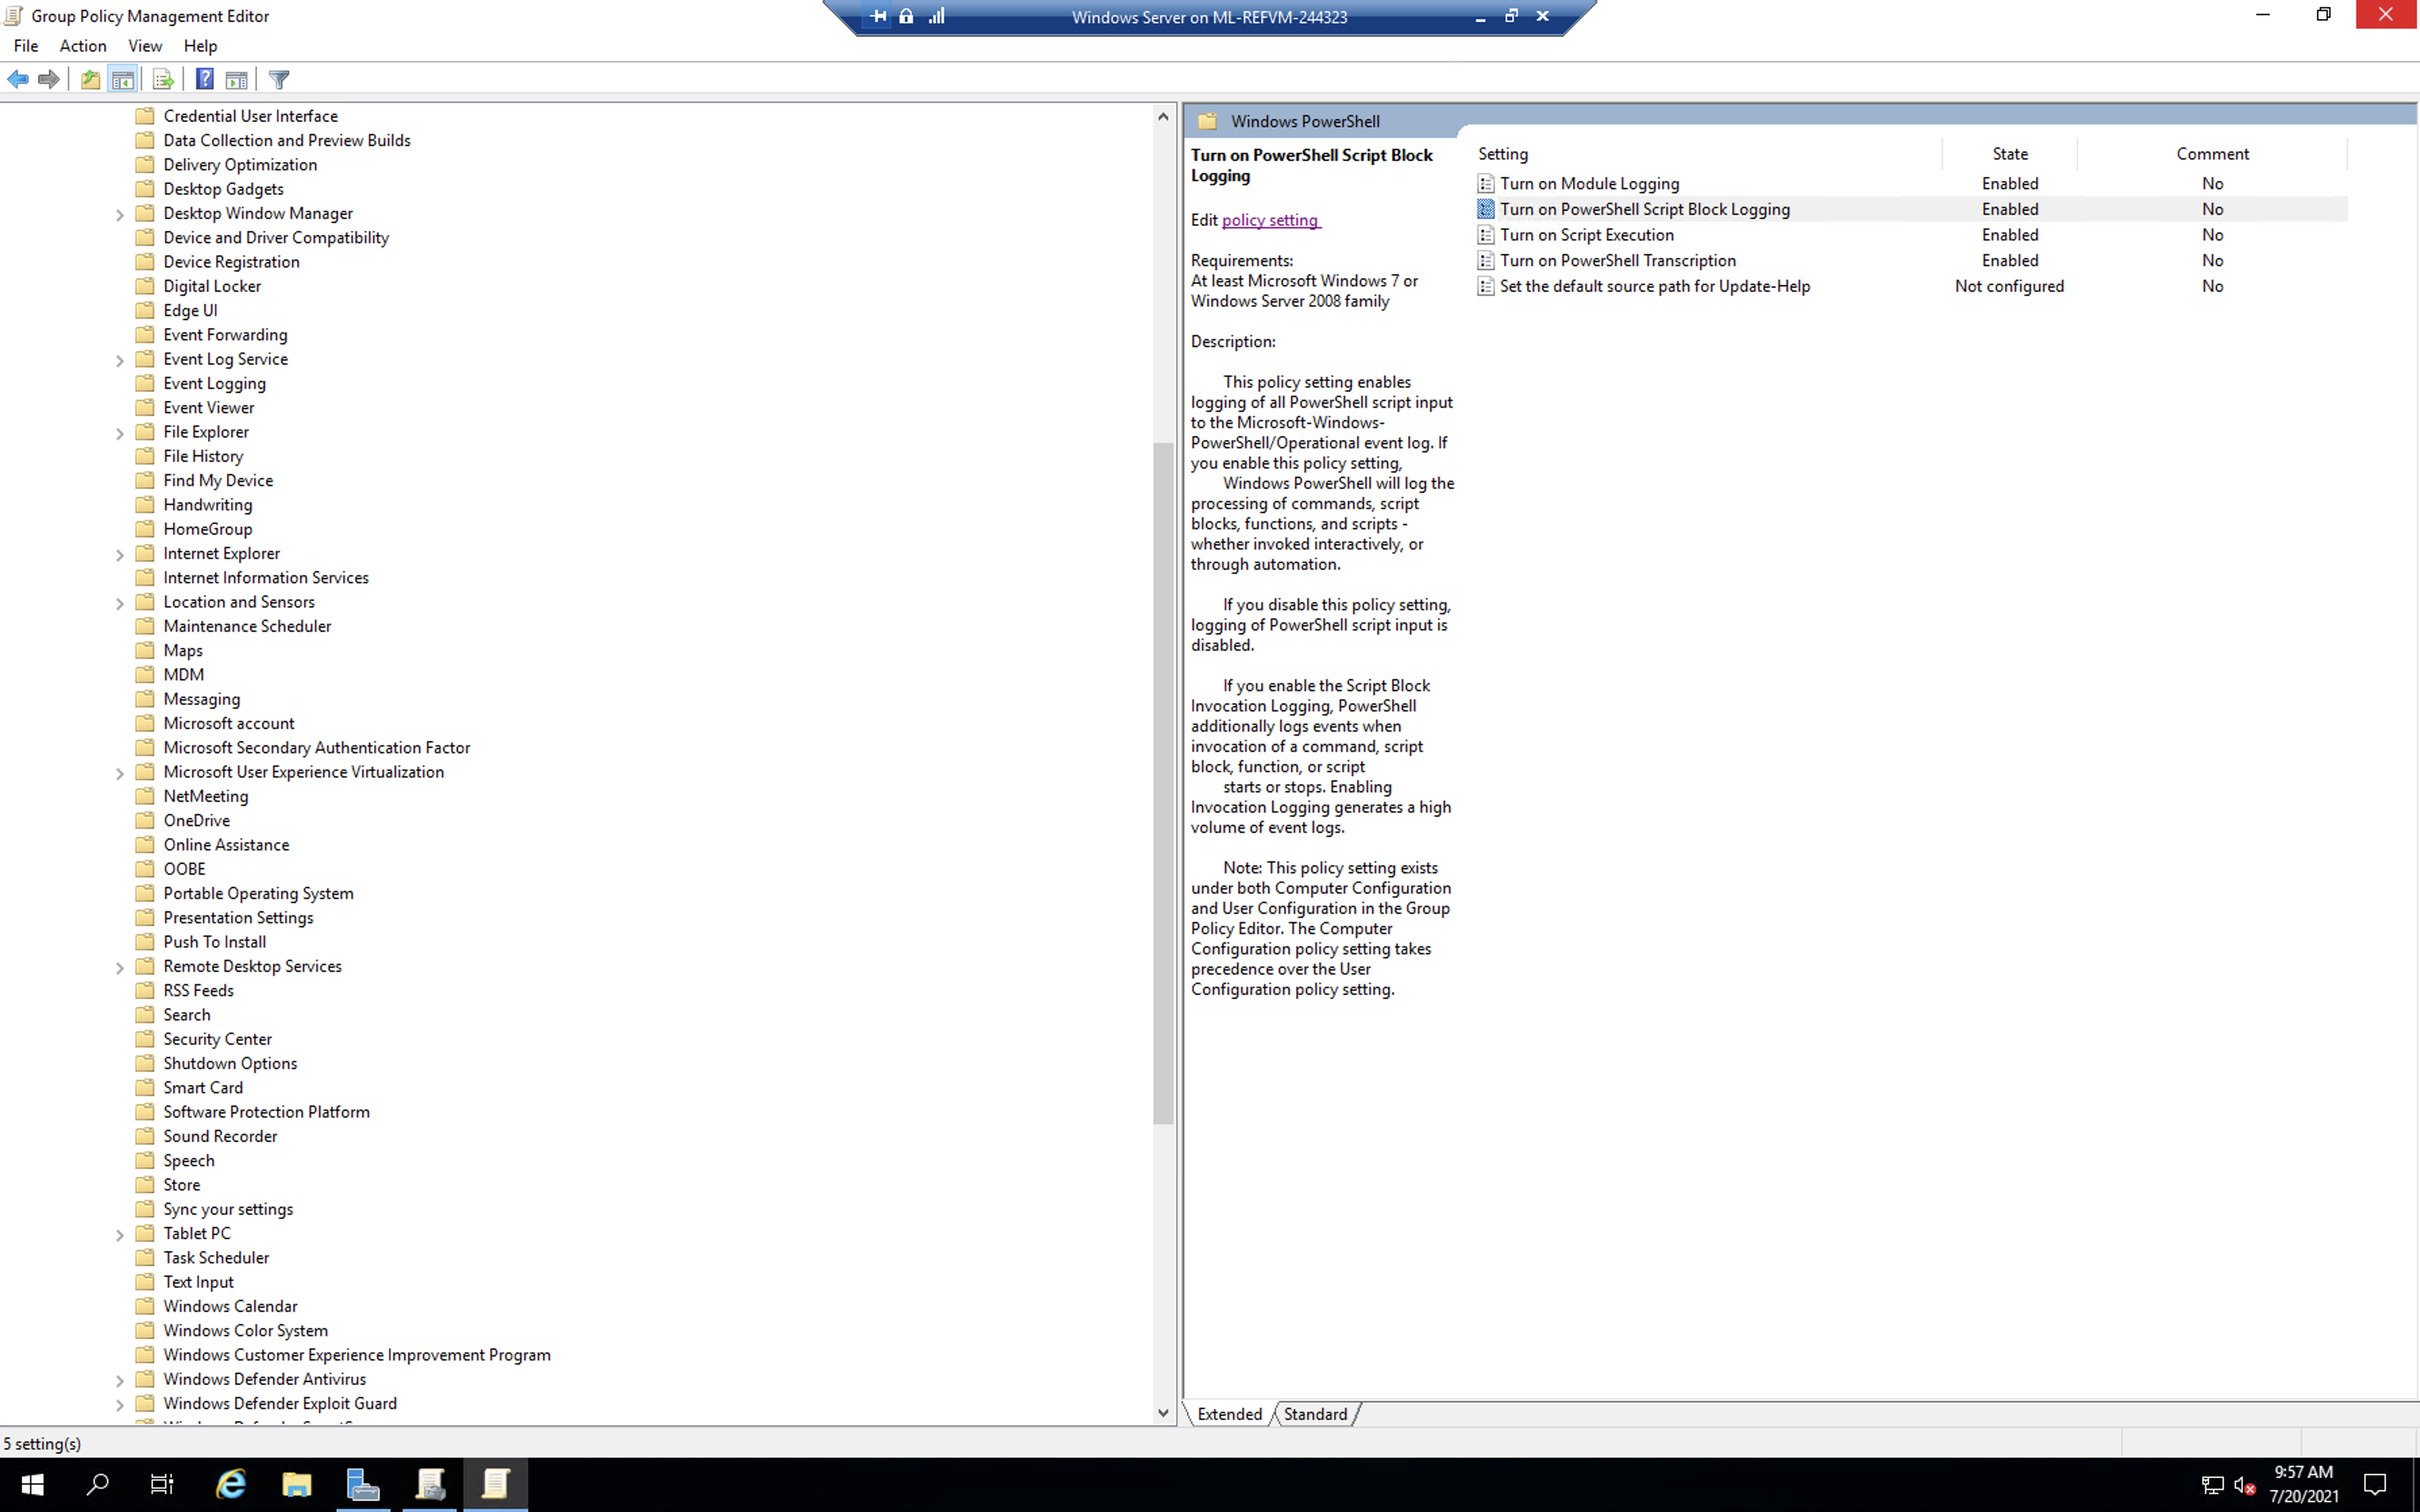 Group Policy Management Editor
Windows Server on ML-REFVM-244323
File Action View Help
Credential User Interface
Data Collection and Preview Builds
Delivery Optimization
Desktop Gadgets
Desktop Window Manager
Device and Driver Compatibility
Device Registration
Digital Locker
Edge UI
Event Forwarding
Event Log Service
Event Logging
Event Viewer
File Explorer
File History
Find My Device
Handwriting
HomeGroup
Internet Explorer
Internet Information Services
Location and Sensors
Maintenance Scheduler
Maps
MDM
Messaging
Microsoft account
Microsoft Secondary Authentication Factor
Microsoft User Experience Virtualization
NetMeeting
OneDrive
Online Assistance
OOBE
Portable Operating System
Presentation Settings
Push To Install
Remote Desktop Services
RSS Feeds
Search
Security Center
Shutdown Options
Smart Card
Software Protection Platform
Sound Recorder
Speech
Store
Sync your settings
Tablet PC
Task Scheduler
Text Input
Windows Calendar
Windows Color System
Windows Customer Experience Improvement Program
Windows Defender Antivirus
Windows Defender Exploit Guard
Windows PowerShell
Turn on PowerShell Script Block
Logging
Edit policy setting
Requirements:
At least Microsoft Windows 7 or
Windows Server 2008 family
Description:
This policy setting enables
logging of all PowerShell script input
to the Microsoft-Windows-
PowerShell/Operational event log. If
you enable this policy setting,
Windows PowerShell will log the
processing of commands, script
blocks, functions, and scripts -
whether invoked interactively, or
through automation.
If you disable this policy setting,
logging of PowerShell script input is
disabled.
If you enable the Script Block
Invocation Logging, PowerShell
additionally logs events when
invocation of a command, script
block, function, or script
starts or stops. Enabling
Invocation Logging generates a high
volume of event logs.
Note: This policy setting exists
under both Computer Configuration
and User Configuration in the Group
Policy Editor. The Computer
Configuration policy setting takes
precedence over the User
Configuration policy setting.
Setting State Comment
Turn on Module Logging Enabled No
Turn on PowerShell Script Block Logging Enabled No
Turn on Script Execution Enabled No
Turn on PowerShell Transcription Enabled No
Set the default source path for Update-Help Not configured No
Extended Standard
5 setting(s)
9:57 AM
7/20/2021